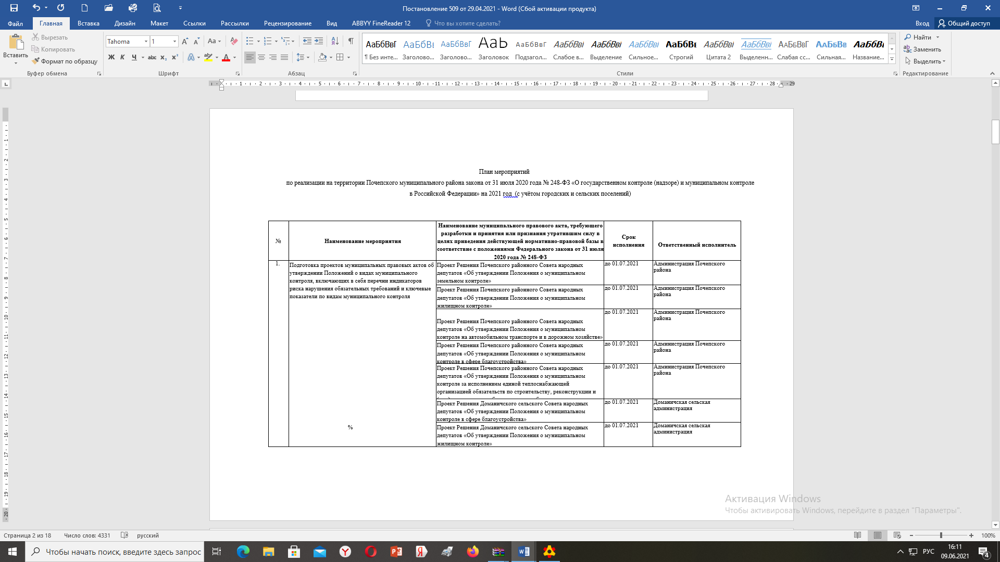 Постановление 509 от 29.04.2021 - Word (Сбой активации продукта)
Файл Главная Вставка Дизайн Макет Ссылки Рассылки Рецензирование Вид ABBYY FineReader 12 Что вы хотите сделать? Вход Общий доступ
Вставить
Вырезать
Копировать
Формат по образцу
Буфер обмена
Tahoma 1
Шрифт
Абзац
¶ Без инте... Заголово... Заголово... Заголовок Подзагол... Слабое в... Выделение Сильное... Строгий Цитата 2 Выделенн... Слабая сс... Сильная... Название...
Стили
Найти
Заменить
Выделить
Редактирование
План мероприятий
по реализации на территории Почепского муниципального района закона от 31 июля 2020 года № 248-ФЗ «О государственном контроле (надзоре) и муниципальном контроле
в Российской Федерации» на 2021 год (с учётом городских и сельских поселений)
№
Наименование мероприятия
Наименование муниципального правового акта, требующего
разработки и принятия или признания утратившим силу в
целях приведения действующей нормативно-правовой базы в
соответствие с положениями Федерального закона от 31 июля
2020 года № 248-ФЗ
Срок
исполнения
Ответственный исполнитель
1.
Подготовка проектов муниципальных правовых актов об
утверждении Положений о видах муниципального
контроля, включающих в себя перечни индикаторов
риска нарушения обязательных требований и ключевые
показатели по видам муниципального контроля
%
Проект Решения Почепского районного Совета народных
депутатов «Об утверждении Положения о муниципальном
земельном контроле»
до 01.07.2021
Администрация Почепского
района
Проект Решения Почепского районного Совета народных
депутатов «Об утверждении Положения о муниципальном
жилищном контроле»
до 01.07.2021
Администрация Почепского
района
Проект Решения Почепского районного Совета народных
депутатов «Об утверждении Положения о муниципальном
контроле на автомобильном транспорте и в дорожном хозяйстве»
до 01.07.2021
Администрация Почепского
района
Проект Решения Почепского районного Совета народных
депутатов «Об утверждении Положения о муниципальном
контроле в сфере благоустройства»
до 01.07.2021
Администрация Почепского
района
Проект Решения Почепского районного Совета народных
депутатов «Об утверждении Положения о муниципальном
контроле за исполнением единой теплоснабжающей
организацией обязательств по строительству, реконструкции и
до 01.07.2021
Администрация Почепского
района
Проект Решения Доманичского сельского Совета народных
депутатов «Об утверждении Положения о муниципальном
контроле в сфере благоустройства»
до 01.07.2021
Доманичская сельская
администрация
Проект Решения Доманичского сельского Совета народных
депутатов «Об утверждении Положения о муниципальном
жилищном контроле»
до 01.07.2021
Доманичская сельская
администрация
Активация Windows
Чтобы активировать Windows, перейдите в раздел "Параметры".
Страница 2 из 18 Число слов: 4331 русский 100%
Чтобы начать поиск, введите здесь запрос
РУС
16:11
09.06.2021
4